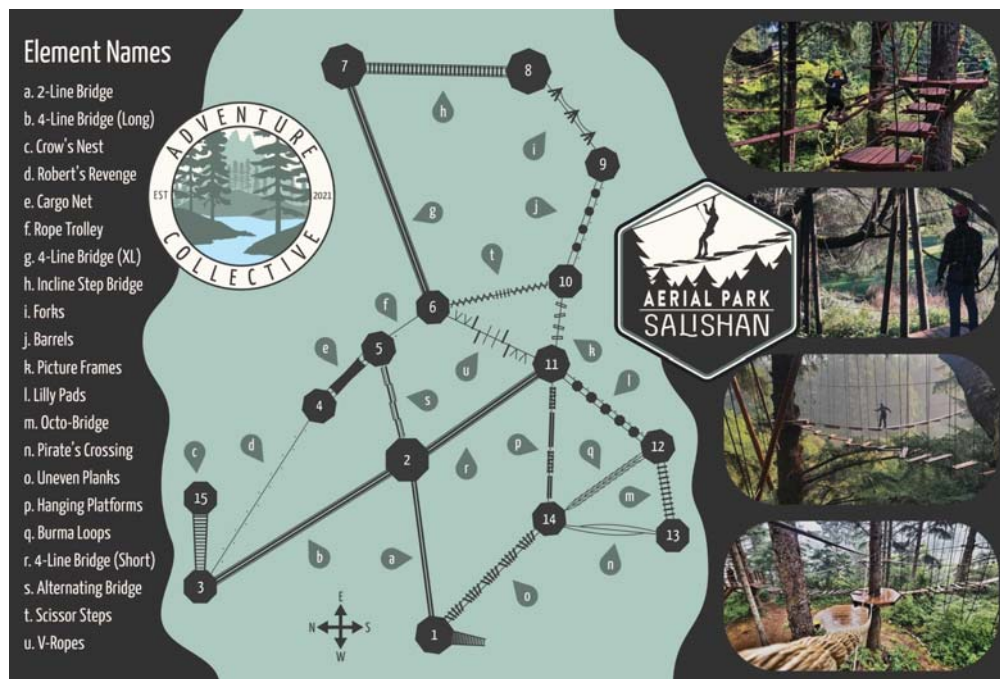 Element Names
a. 2-Line Bridge
b. 4-Line Bridge (Long)
c. Crow's Nest
d. Robert's Revenge
e. Cargo Net
f. Rope Trolley
g. 4-Line Bridge (XL)
h. Incline Step Bridge
i. Forks
j. Barrels
k. Picture Frames
l. Lilly Pads
m. Octo-Bridge
n. Pirate's Crossing
o. Uneven Planks
p. Hanging Platforms
q. Burma Loops
r. 4-Line Bridge (Short)
s. Alternating Bridge
t. Scissor Steps
u. V-Ropes
ADVENTURE
EST 2021
COLLECTIVE
7
8
h
i
9
g
j
t
10
6
f
5
e
u
11
k
l
4
s
d
c
2
r
p
q
12
15
m
14
13
3
b
a
n
o
1
E
N S
W
AERIAL PARK
SALISHAN